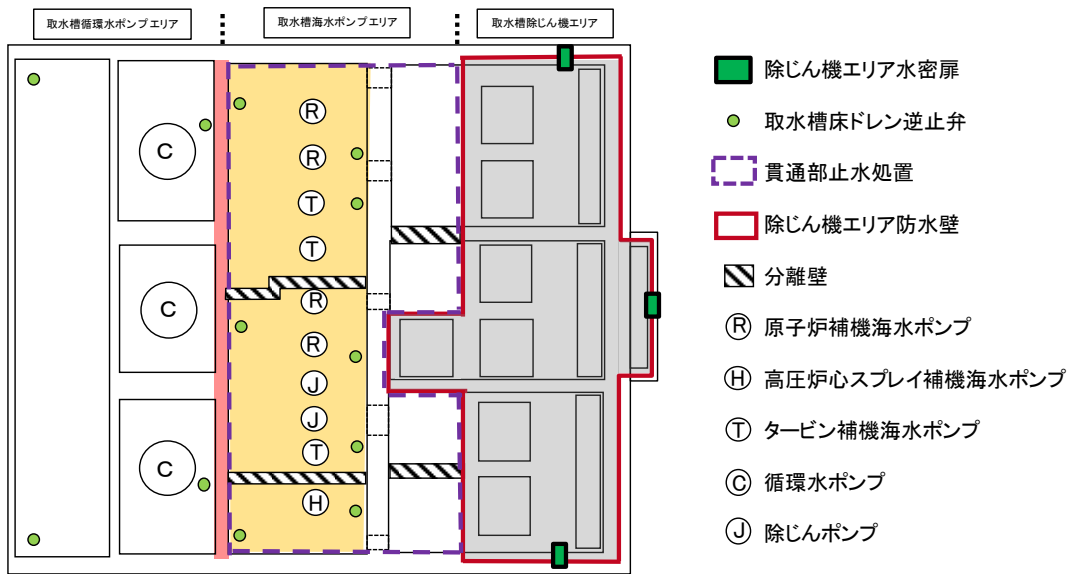 取水槽循環水ポンプエリア
取水槽海水ポンプエリア
取水槽除じん機エリア
C
C
C
R
R
T
T
R
R
J
J
T
H
除じん機エリア水密扉
取水槽床ドレン逆止弁
貫通部止水処置
除じん機エリア防水壁
分離壁
R 原子炉補機海水ポンプ
H 高圧炉心スプレイ補機海水ポンプ
T タービン補機海水ポンプ
C 循環水ポンプ
J 除じんポンプ